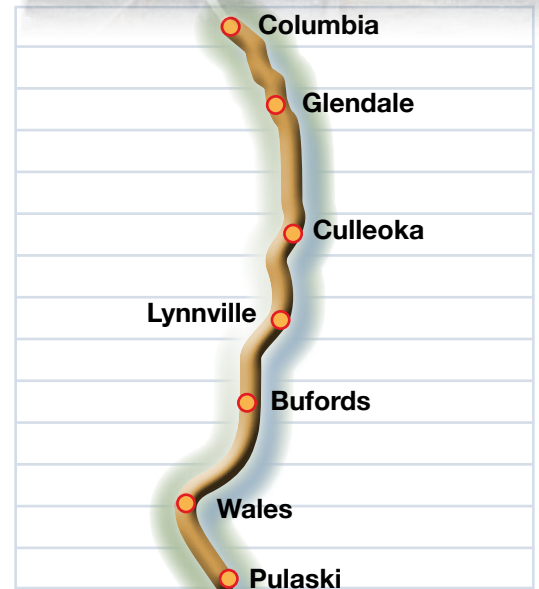 Columbia
Glendale
Culleoka
Lynnville
Bufords
Wales
Pulaski